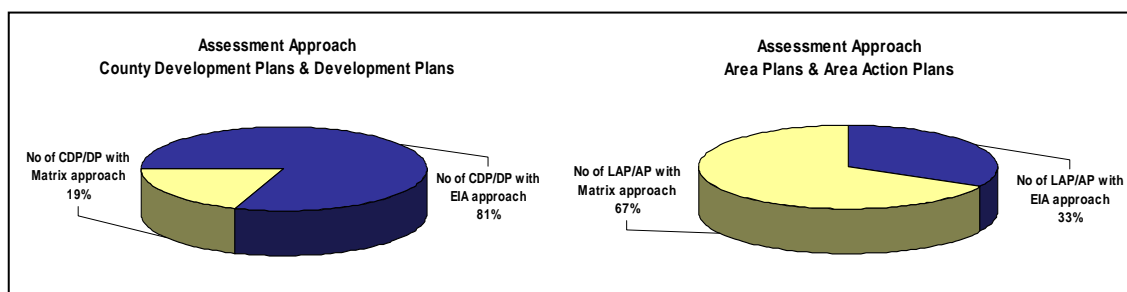 Assessment Approach
County Development Plans & Development Plans
No of CDP/DP with
Matrix approach
19%
No of CDP/DP with
EIA approach
81%
Assessment Approach
Area Plans & Area Action Plans
No of LAP/AP with
Matrix approach
67%
No of LAP/AP with
EIA approach
33%